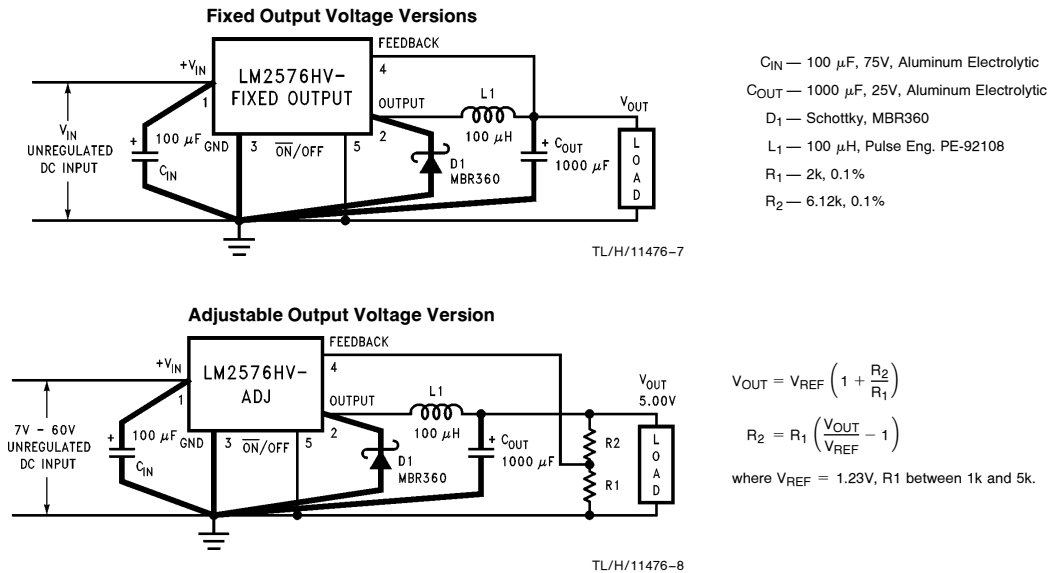 Fixed Output Voltage Versions
FEEDBACK
+VIN
4
LM2576HV-
FIXED OUTPUT
1
OUTPUT
L1
VOUT
2
100 μH
VIN
UNREGULATED
DC INPUT
+
100 μF
CIN
GND
3
ON/OFF
5
D1
MBR360
+
COUT
1000 μF
LOAD
TL/H/11476-7
CIN — 100 μF, 75V, Aluminum Electrolytic
COUT — 1000 μF, 25V, Aluminum Electrolytic
D1 — Schottky, MBR360
L1 — 100 μH, Pulse Eng. PE-92108
R1 — 2k, 0.1%
R2 — 6.12k, 0.1%
Adjustable Output Voltage Version
FEEDBACK
+VIN
4
LM2576HV-
ADJ
1
OUTPUT
L1
VOUT
5.00V
2
100 μH
7V - 60V
UNREGULATED
DC INPUT
+
100 μF
CIN
GND
3
ON/OFF
5
D1
MBR360
+
COUT
1000 μF
R2
R1
LOAD
TL/H/11476-8
VOUT = VREF (1 + R2/R1)
R2 = R1 (VOUT/VREF − 1)
where VREF = 1.23V, R1 between 1k and 5k.